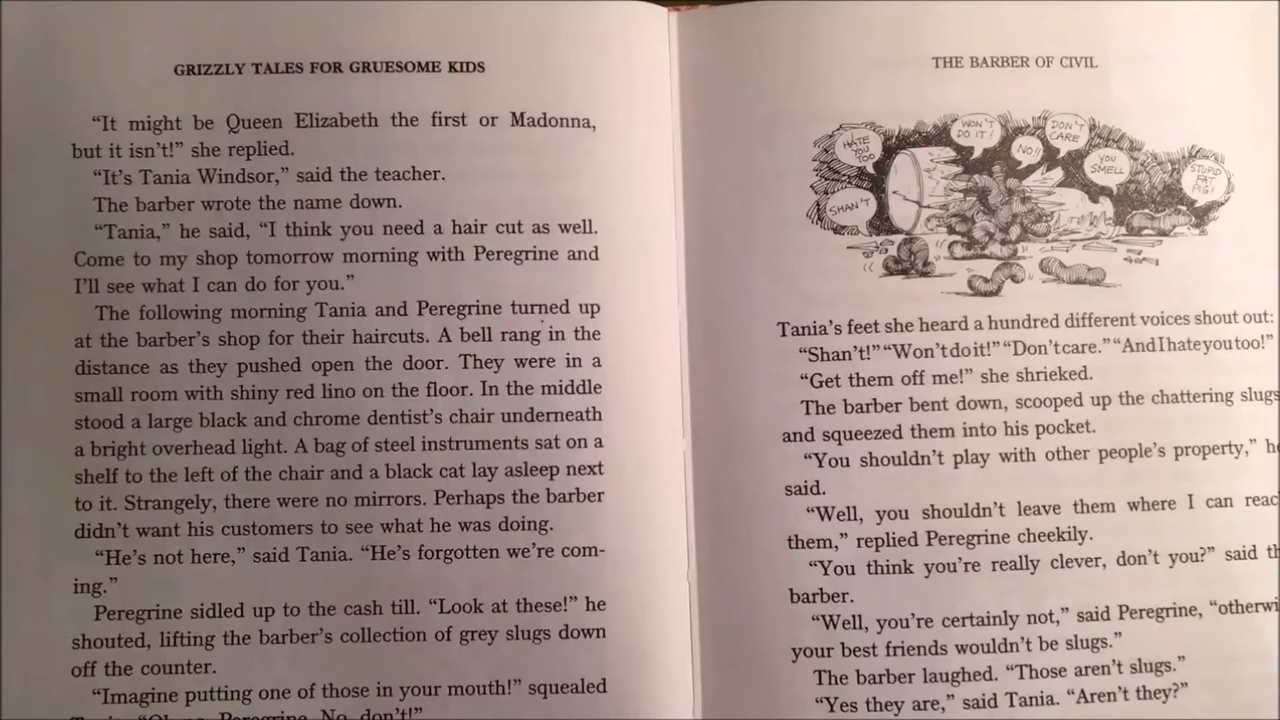 GRIZZLY TALES FOR GRUESOME KIDS
“It might be Queen Elizabeth the first or Madonna,
but it isn’t!” she replied.
“It’s Tania Windsor,” said the teacher.
The barber wrote the name down.
“Tania,” he said, “I think you need a hair cut as well.
Come to my shop tomorrow morning with Peregrine and
I’ll see what I can do for you.”
The following morning Tania and Peregrine turned up
at the barber’s shop for their haircuts. A bell rang in the
distance as they pushed open the door. They were in a
small room with shiny red lino on the floor. In the middle
stood a large black and chrome dentist’s chair underneath
a bright overhead light. A bag of steel instruments sat on a
shelf to the left of the chair and a black cat lay asleep next
to it. Strangely, there were no mirrors. Perhaps the barber
didn’t want his customers to see what he was doing.
“He’s not here,” said Tania. “He’s forgotten we’re com-
ing.”
Peregrine sidled up to the cash till. “Look at these!” he
shouted, lifting the barber’s collection of grey slugs down
off the counter.
“Imagine putting one of those in your mouth!” squealed
Peregrine. No, don’t!”
THE BARBER OF CIVIL
HATE
YOU
TOO
WON'T
DO IT!
NO!
DON'T
CARE
YOU
SMELL
STUPID
FAT
PIG!
SHAN'T
Tania’s feet she heard a hundred different voices shout out:
“Shan’t!” “Won’t do it!” “Don’t care.” “And I hate you too!”
“Get them off me!” she shrieked.
The barber bent down, scooped up the chattering slugs
and squeezed them into his pocket.
“You shouldn’t play with other people’s property,” he
said.
“Well, you shouldn’t leave them where I can reac
them,” replied Peregrine cheekily.
“You think you’re really clever, don’t you?” said th
barber.
“Well, you’re certainly not,” said Peregrine, “otherwi
your best friends wouldn’t be slugs.”
The barber laughed. “Those aren’t slugs.”
“Yes they are,” said Tania. “Aren’t they?”